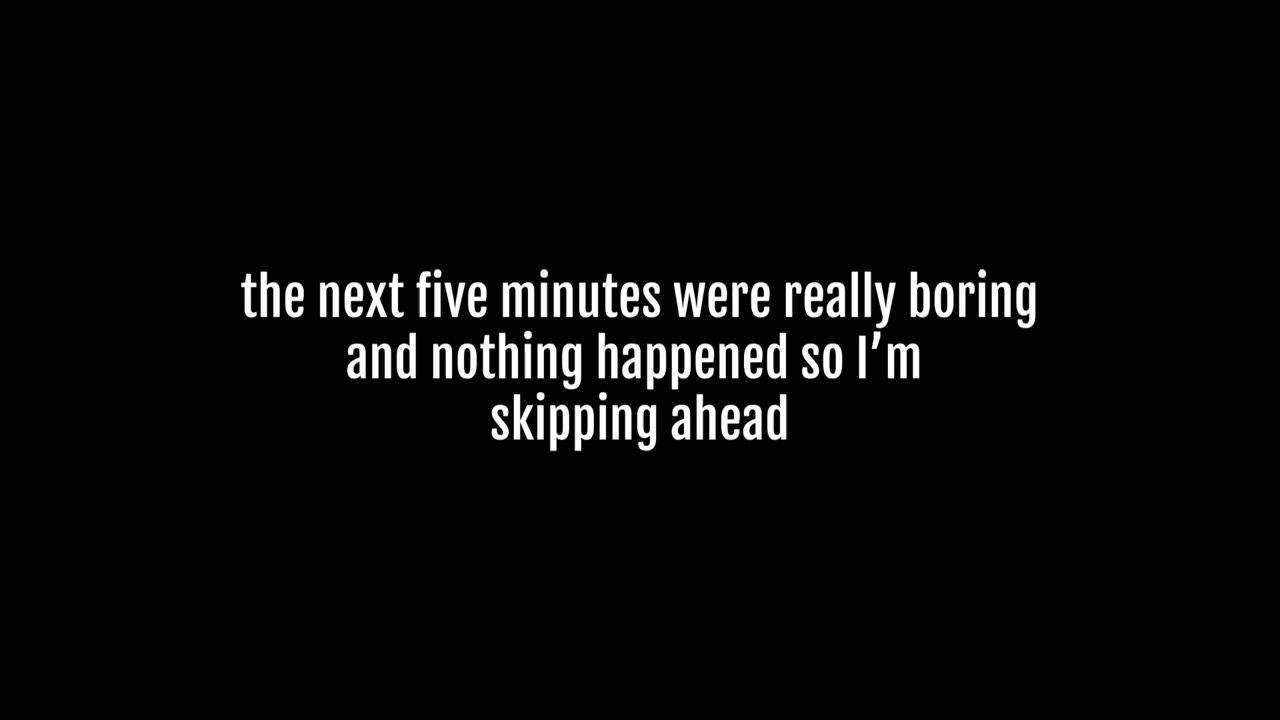 the next five minutes were really boring
and nothing happened so I’m
skipping ahead